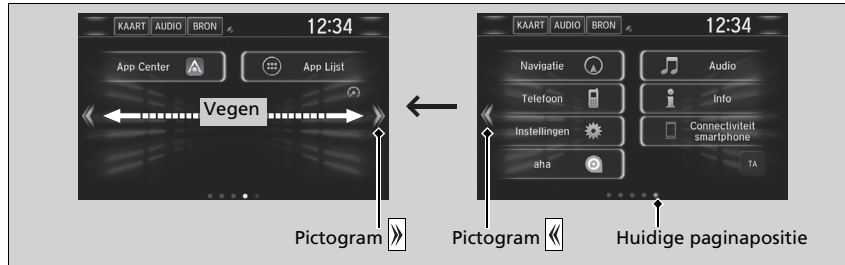 KAART AUDIO BRON 12:34
App Center App Lijst
Vegen
Pictogram »
KAART AUDIO BRON 12:34
Navigatie Audio
Telefoon Info
Instellingen Connectiviteit
smartphone
aha TA
Pictogram «
Huidige paginapositie